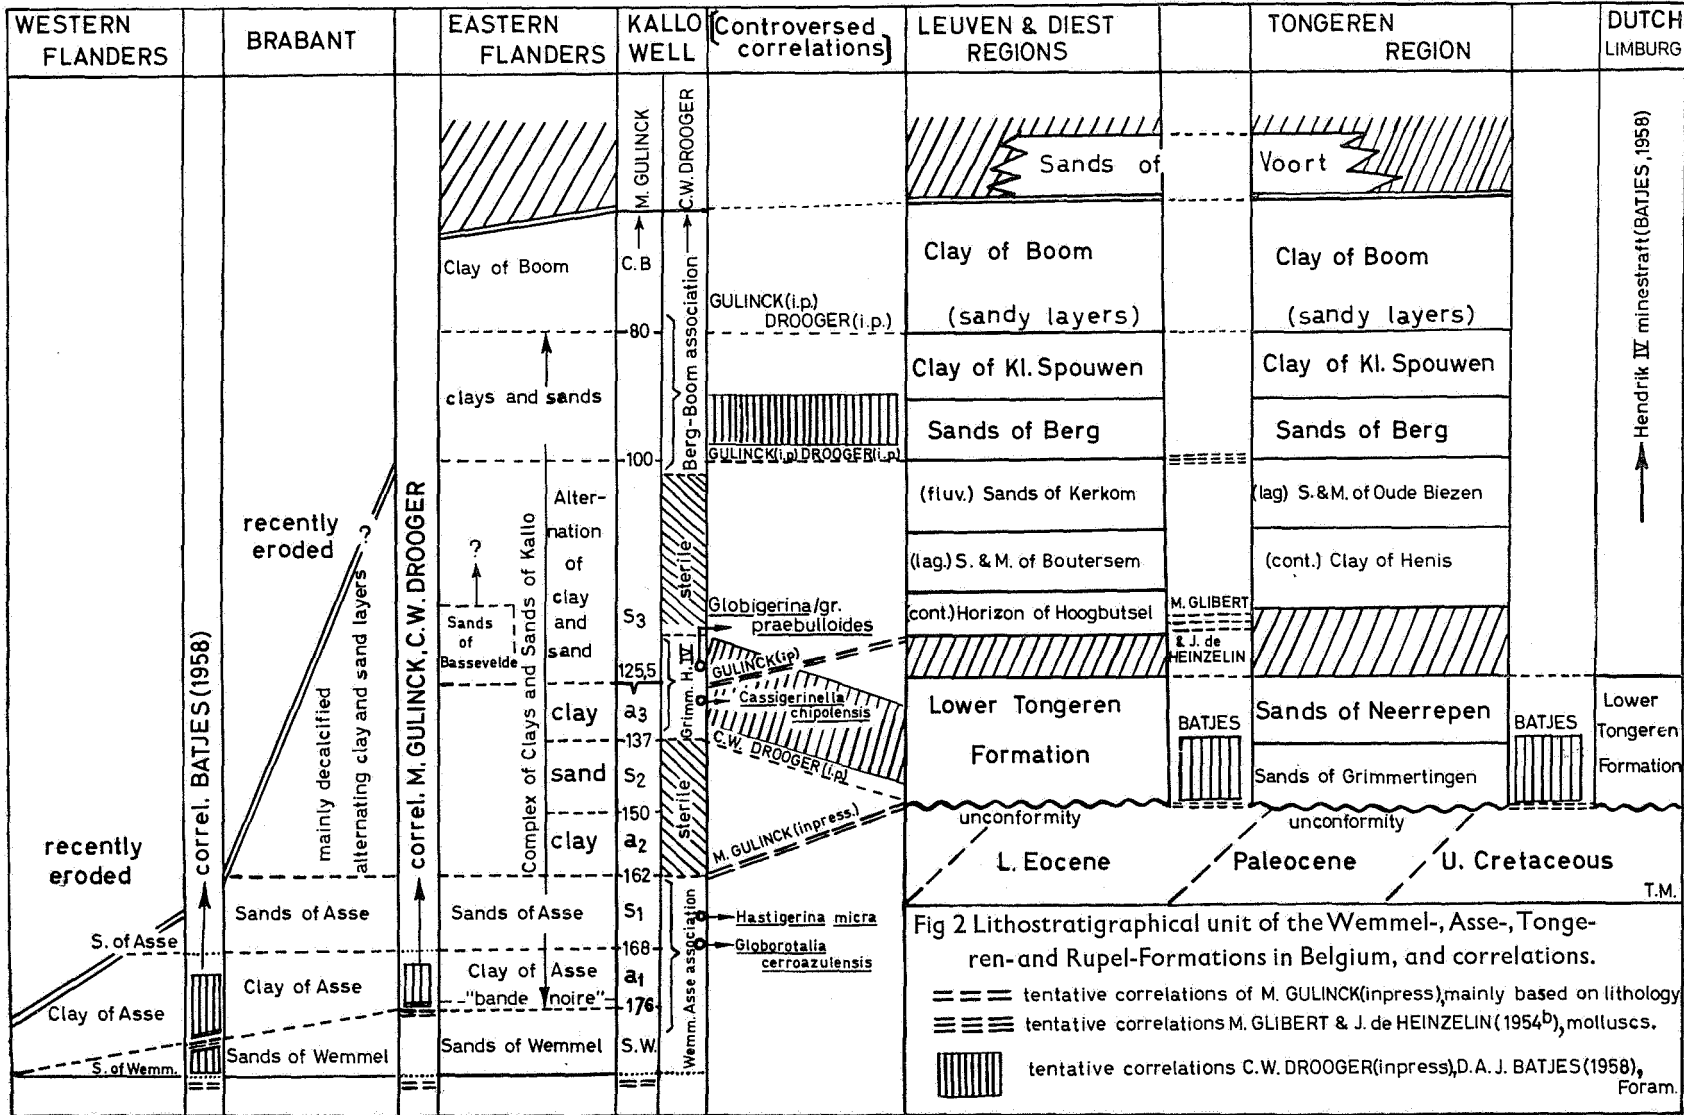 WESTERN
FLANDERS
BRABANT
EASTERN
FLANDERS
KALLO
WELL
[Controversed
correlations]
LEUVEN & DIEST
REGIONS
TONGEREN
REGION
DUTCH
LIMBURG
recently
eroded
S. of Asse
Clay of Asse
S. of Wemm.
correl. BATJES (1958)
recently
eroded
?
mainly decalcified
alternating clay and sand layers
Sands of Asse
Clay of Asse
Sands of Wemmel
correl. M. GULINCK, C.W. DROOGER
Clay of Boom
clays and sands
?
Sands
of
Bassevelde
Complex of Clays and Sands of Kallo
Alter-
nation
of
clay
and
sand
clay
sand
clay
Sands of Asse
Clay of Asse
"bande noire"
Sands of Wemmel
M. GULINCK
C.B
80
100
S3
125,5
a3
137
S2
150
a2
162
S1
168
a1
176
S.W.
C.W. DROOGER
Berg-Boom association
sterile
Grimm. H. IV
sterile
Wemm. Asse association
GULINCK (i.p.)
DROOGER (i.p.)
GULINCK (i.p) DROOGER (i.p)
Globigerina/gr.
praebulloides
GULINCK (ip)
Cassigerinella
chipolensis
C.W. DROOGER (i.p)
M. GULINCK (inpress.)
Hastigerina micra
Globorotalia
cerroazulensis
Sands of Voort
Clay of Boom
(sandy layers)
Clay of Kl. Spouwen
Sands of Berg
(fluv.) Sands of Kerkom
(lag.) S. & M. of Boutersem
(cont.) Horizon of Hoogbutsel
Lower Tongeren
Formation
M. GLIBERT
& J. de
HEINZELIN
BATJES
Clay of Boom
(sandy layers)
Clay of Kl. Spouwen
Sands of Berg
(lag) S. & M. of Oude Biezen
(cont.) Clay of Henis
Sands of Neerrepen
Sands of Grimmertingen
BATJES
Hendrik IV minestraft (BATJES, 1958)
Lower
Tongeren
Formation
unconformity
unconformity
L. Eocene
Paleocene
U. Cretaceous
T.M.
Fig 2 Lithostratigraphical unit of the Wemmel-, Asse-, Tonge-
ren- and Rupel-Formations in Belgium, and correlations.
tentative correlations of M. GULINCK (inpress), mainly based on lithology
tentative correlations M. GLIBERT & J. de HEINZELIN (1954b), molluscs.
tentative correlations C.W. DROOGER (inpress), D.A.J. BATJES (1958),
Foram.